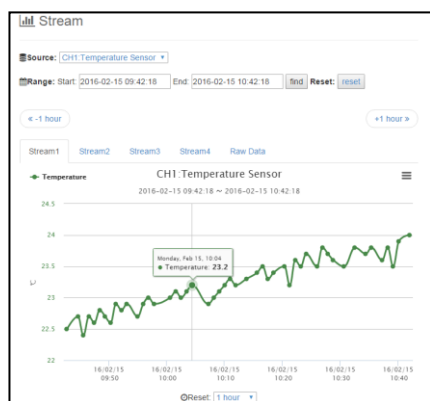 Stream
Source: CH1:Temperature Sensor
Range: Start: 2016-02-15 09:42:18 End: 2016-02-15 10:42:18 find Reset: reset
« -1 hour +1 hour »
Stream1 Stream2 Stream3 Stream4 Raw Data
Temperature CH1:Temperature Sensor
2016-02-15 09:42:18 ~ 2016-02-15 10:42:18
24.5
24
23.5
23
22.5
22
℃
Monday, Feb 15, 10:04
Temperature: 23.2
16/02/15 16/02/15 16/02/15 16/02/15 16/02/15 16/02/15
09:50 10:00 10:10 10:20 10:30 10:40
Reset: 1 hour